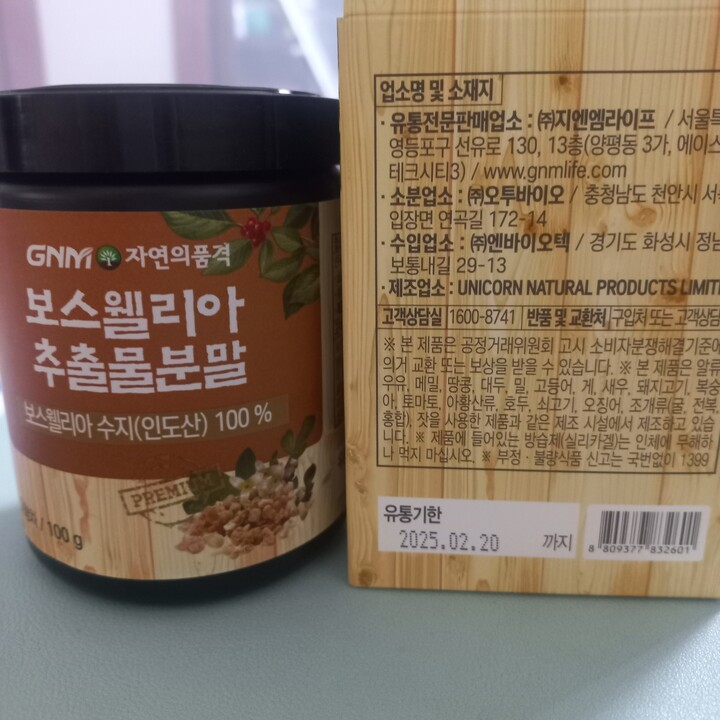 GNM 자연의품격
보스웰리아
추출물분말
보스웰리아 수지(인도산) 100 %
PREMIUM
/ 100 g
업소명 및 소재지
· 유통전문판매업소 : ㈜지엔엠라이프 / 서울특
영등포구 선유로 130, 13층(양평동 3가, 에이스
테크시티3) / www.gnmlife.com
· 소분업소 : ㈜오투바이오 / 충청남도 천안시 서
입장면 연곡길 172-14
· 수입업소 : ㈜엔바이오텍 / 경기도 화성시 정남
보통내길 29-13
· 제조업소 : UNICORN NATURAL PRODUCTS LIMIT
고객상담실 1600-8741 반품 및 교환처 구입처 또는 고객상담
※ 본 제품은 공정거래위원회 고시 소비자분쟁해결기준에
의거 교환 또는 보상을 받을 수 있습니다. ※ 본 제품은 알류
우유, 메밀, 땅콩, 대두, 밀, 고등어, 게, 새우, 돼지고기, 복숭
아, 토마토, 아황산류, 호두, 쇠고기, 오징어, 조개류(굴, 전복
홍합), 잣을 사용한 제품과 같은 제조 시설에서 제조하고 있습
니다. ※ 제품에 들어있는 방습제(실리카겔)는 인체에 무해하
나 먹지 마십시오. ※ 부정 · 불량식품 신고는 국번없이 1399
유통기한
2025.02.20 까지
8 809377 832601